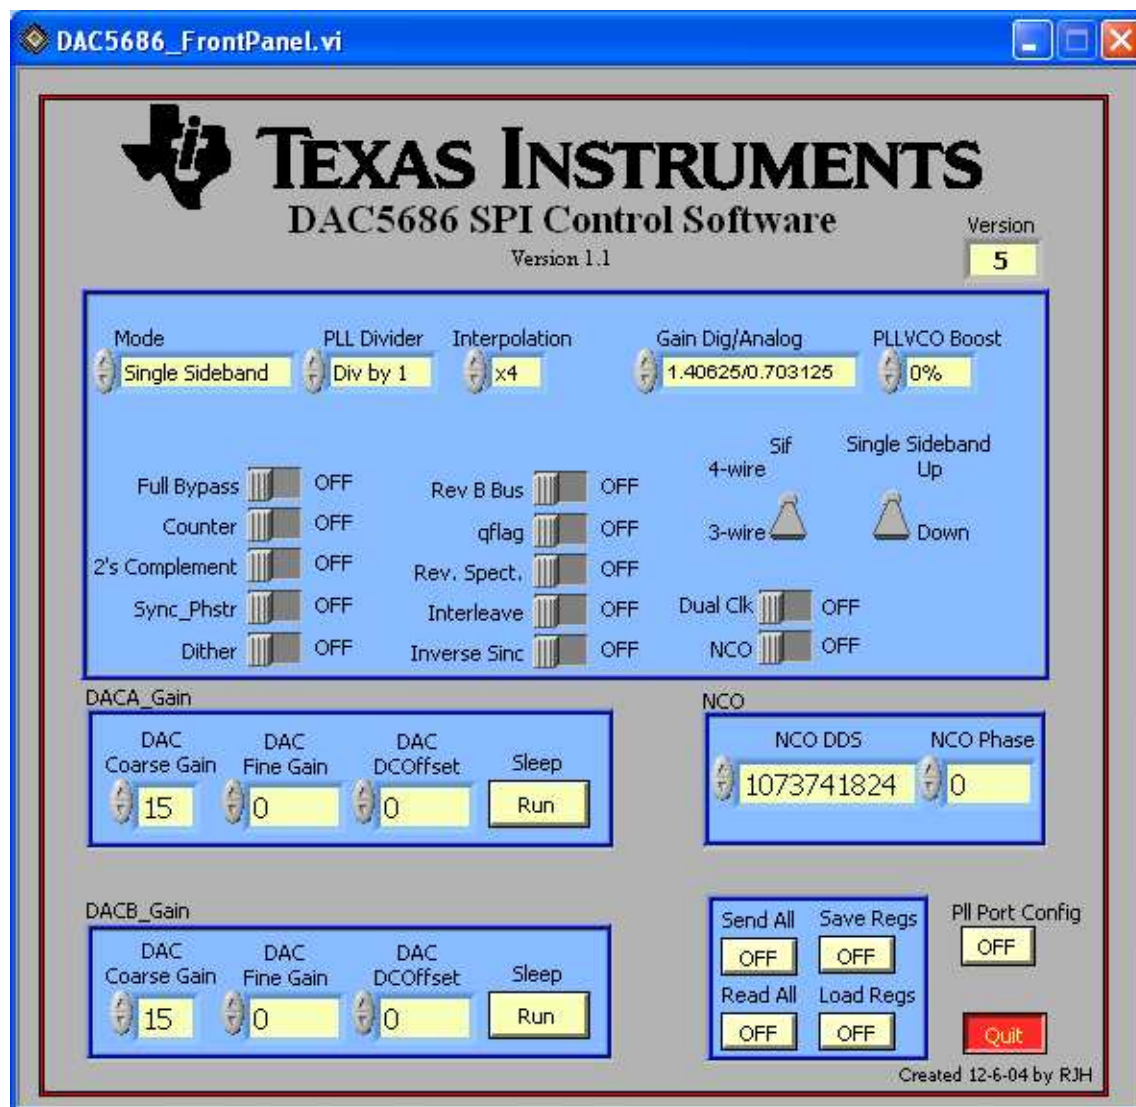 DAC5686_FrontPanel.vi
TEXAS INSTRUMENTS
DAC5686 SPI Control Software
Version 1.1
Version
5
Mode PLL Divider Interpolation Gain Dig/Analog PLLVCO Boost
Single Sideband Div by 1 x4 1.40625/0.703125 0%
Sif Single Sideband
4-wire Up
3-wire Down
Full Bypass OFF
Counter OFF
2's Complement OFF
Sync_Phstr OFF
Dither OFF
Rev B Bus OFF
qflag OFF
Rev. Spect. OFF
Interleave OFF
Inverse Sinc OFF
Dual Clk OFF
NCO OFF
DACA_Gain
DAC Coarse Gain DAC Fine Gain DAC DCOffset Sleep
15 0 0 Run
NCO
NCO DDS NCO Phase
1073741824 0
DACB_Gain
DAC Coarse Gain DAC Fine Gain DAC DCOffset Sleep
15 0 0 Run
Send All Save Regs
OFF OFF
Read All Load Regs
OFF OFF
Pll Port Config
OFF
Quit
Created 12-6-04 by RJH